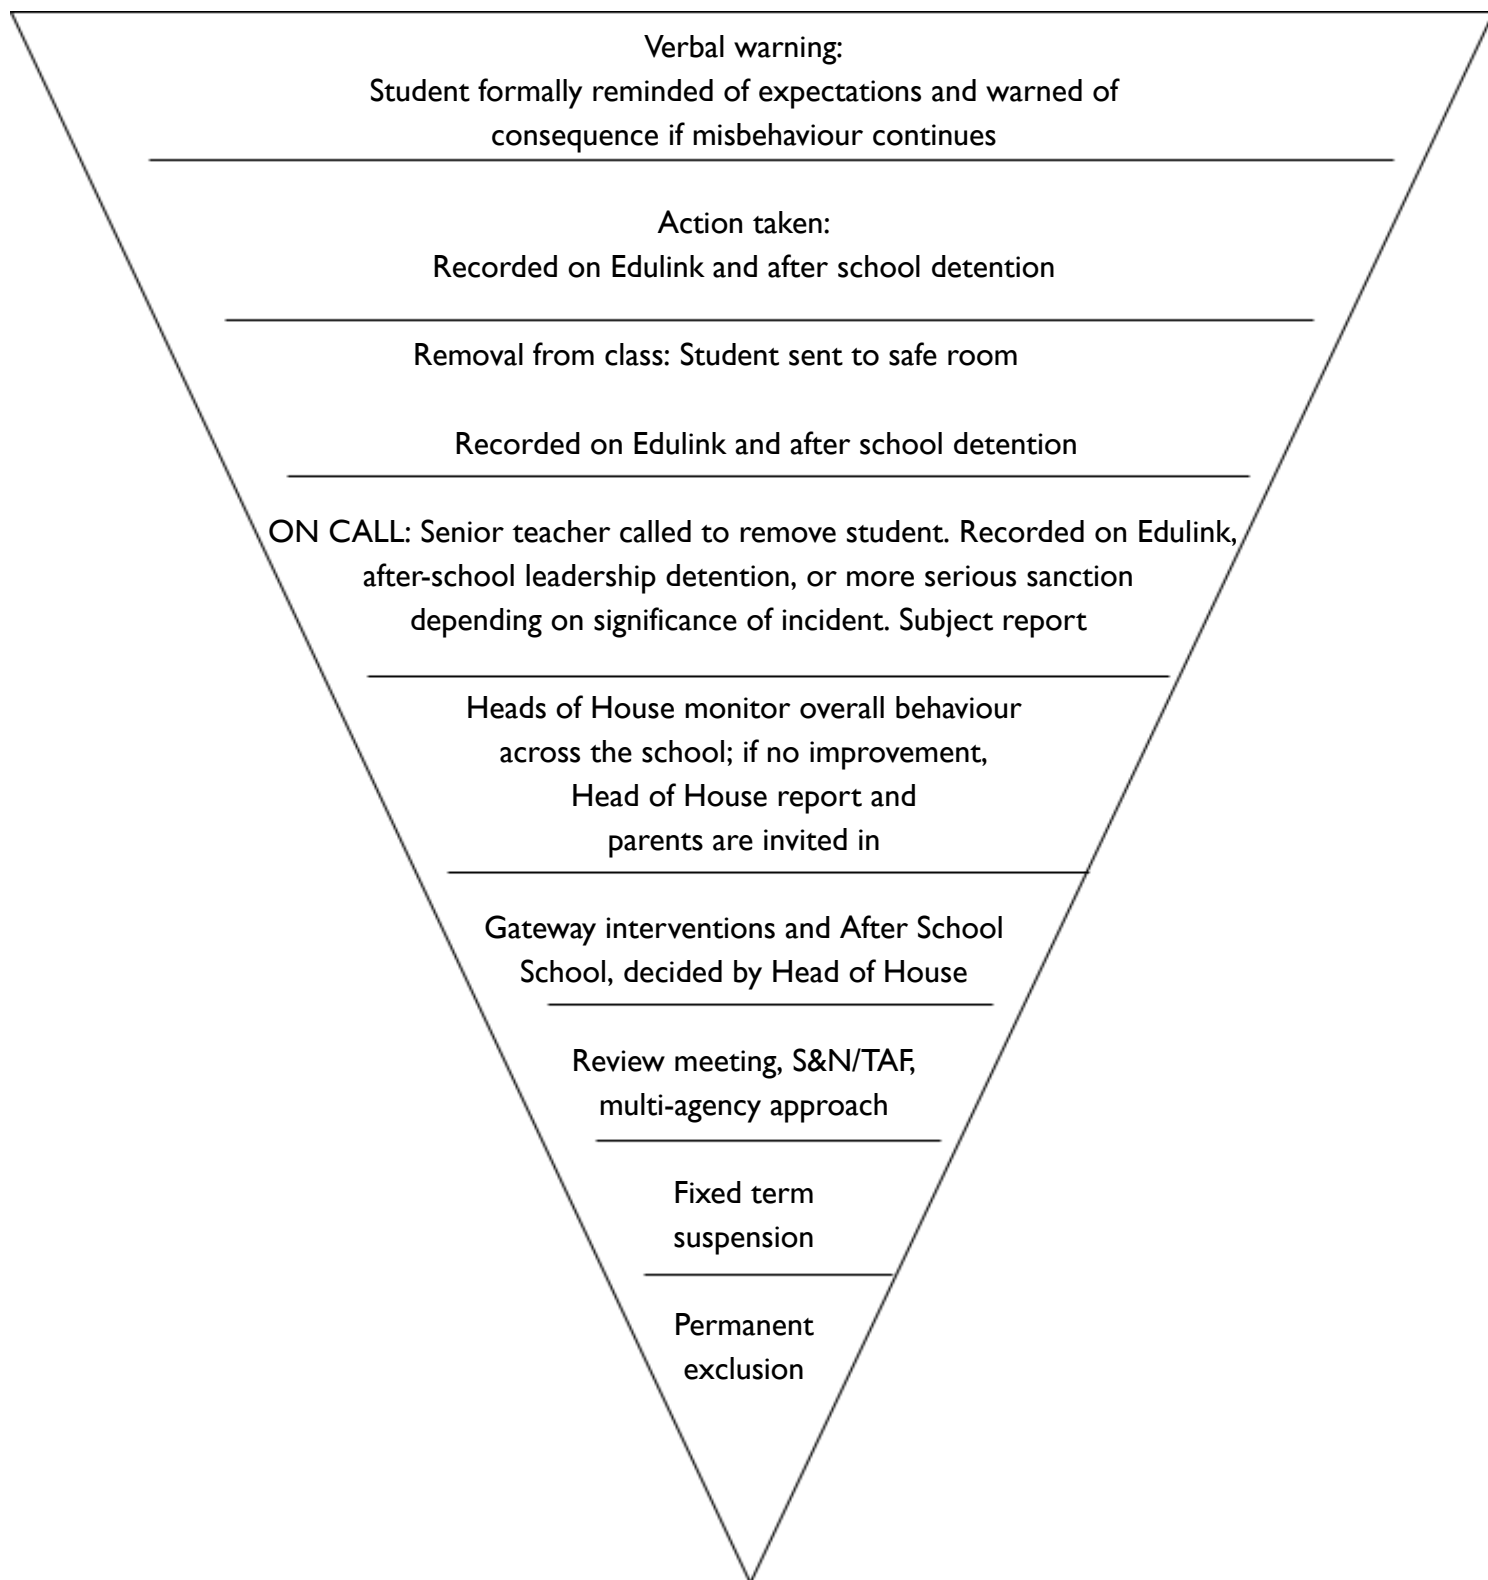 Verbal warning:
Student formally reminded of expectations and warned of
consequence if misbehaviour continues
Action taken:
Recorded on Edulink and after school detention
Removal from class: Student sent to safe room
Recorded on Edulink and after school detention
ON CALL: Senior teacher called to remove student. Recorded on Edulink,
after-school leadership detention, or more serious sanction
depending on significance of incident. Subject report
Heads of House monitor overall behaviour
across the school; if no improvement,
Head of House report and
parents are invited in
Gateway interventions and After School
School, decided by Head of House
Review meeting, S&N/TAF,
multi-agency approach
Fixed term
suspension
Permanent
exclusion